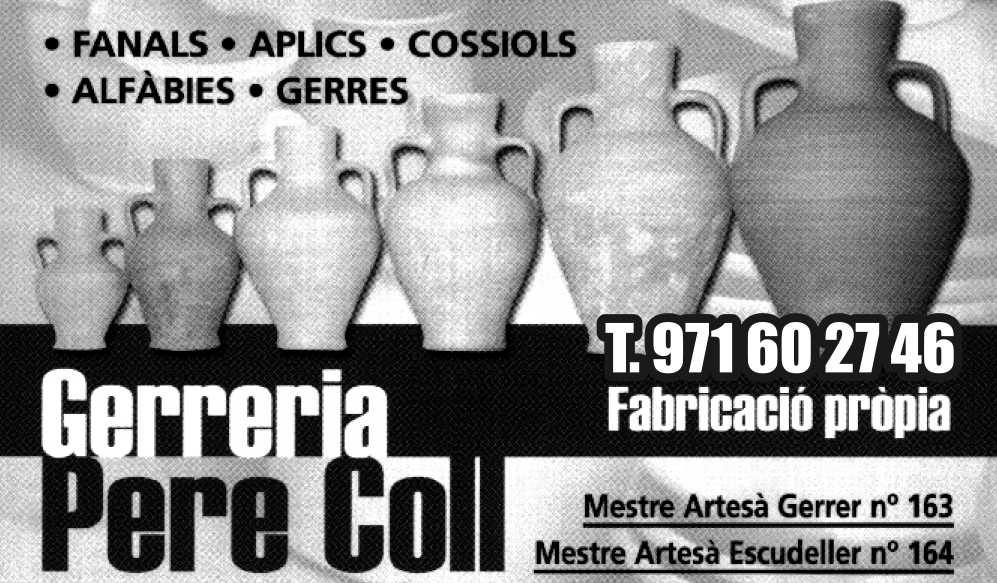 • FANALS • APLICS • COSSIOLS
• ALFÀBIES • GERRES
T. 971 60 27 46
Fabricació pròpia
Gerreria
Pere Coll
Mestre Artesà Gerrer nº 163
Mestre Artesà Escudeller nº 164